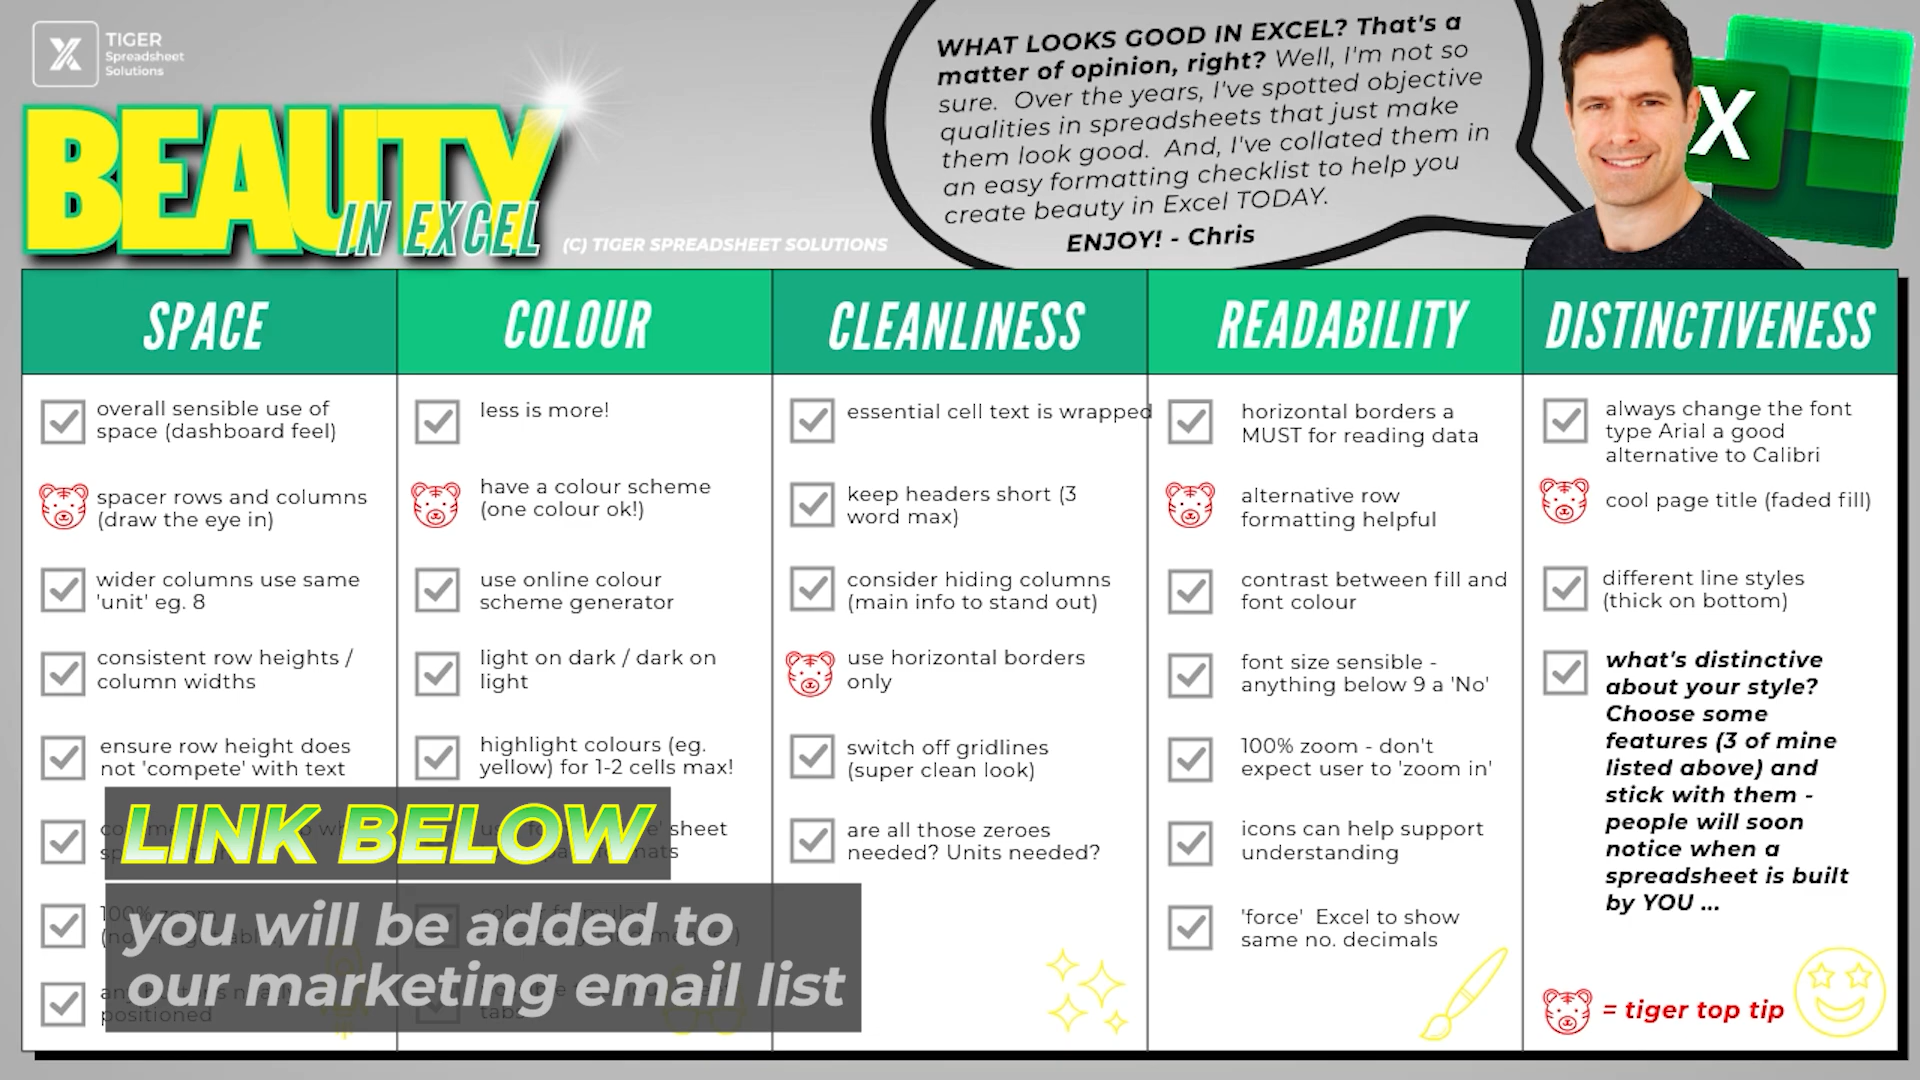 TIGER
Spreadsheet
Solutions
BEAUTY
IN EXCEL
(C) TIGER SPREADSHEET SOLUTIONS
WHAT LOOKS GOOD IN EXCEL? That's a
matter of opinion, right? Well, I'm not so
sure. Over the years, I've spotted objective
qualities in spreadsheets that just make
them look good. And, I've collated them in
an easy formatting checklist to help you
create beauty in Excel TODAY.
ENJOY! - Chris
X
SPACE
overall sensible use of
space (dashboard feel)
spacer rows and columns
(draw the eye in)
wider columns use same
'unit' eg. 8
consistent row heights /
column widths
ensure row height does
not 'compete' with text
100% zoom
positioned
COLOUR
less is more!
have a colour scheme
(one colour ok!)
use online colour
scheme generator
light on dark / dark on
light
highlight colours (eg.
yellow) for 1-2 cells max!
sheet
tabs
CLEANLINESS
essential cell text is wrapped
keep headers short (3
word max)
consider hiding columns
(main info to stand out)
use horizontal borders
only
switch off gridlines
(super clean look)
are all those zeroes
needed? Units needed?
READABILITY
horizontal borders a
MUST for reading data
alternative row
formatting helpful
contrast between fill and
font colour
font size sensible -
anything below 9 a 'No'
100% zoom - don't
expect user to 'zoom in'
icons can help support
understanding
'force' Excel to show
same no. decimals
DISTINCTIVENESS
always change the font
type Arial a good
alternative to Calibri
cool page title (faded fill)
different line styles
(thick on bottom)
what's distinctive
about your style?
Choose some
features (3 of mine
listed above) and
stick with them -
people will soon
notice when a
spreadsheet is built
by YOU ...
= tiger top tip
LINK BELOW
you will be added to
our marketing email list